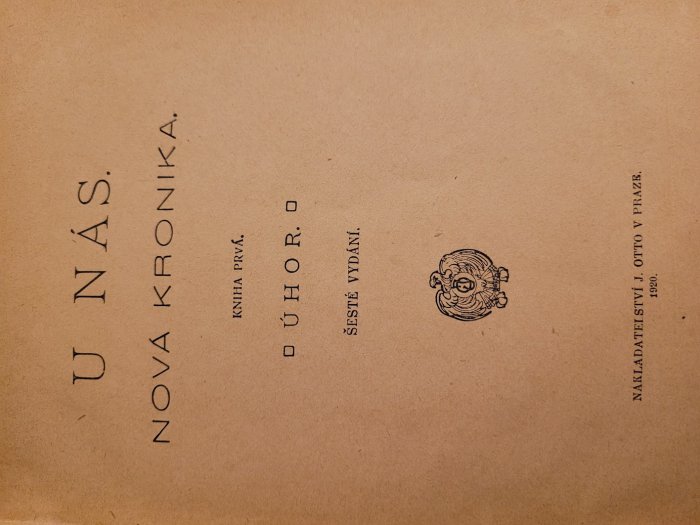 U NÁS.
NOVÁ KRONIKA.
KNIHA PRVÁ.
ÚHOR.
ŠESTÉ VYDÁNÍ.
NAKLADATELSTVÍ J. OTTO V PRAZE.
1920.